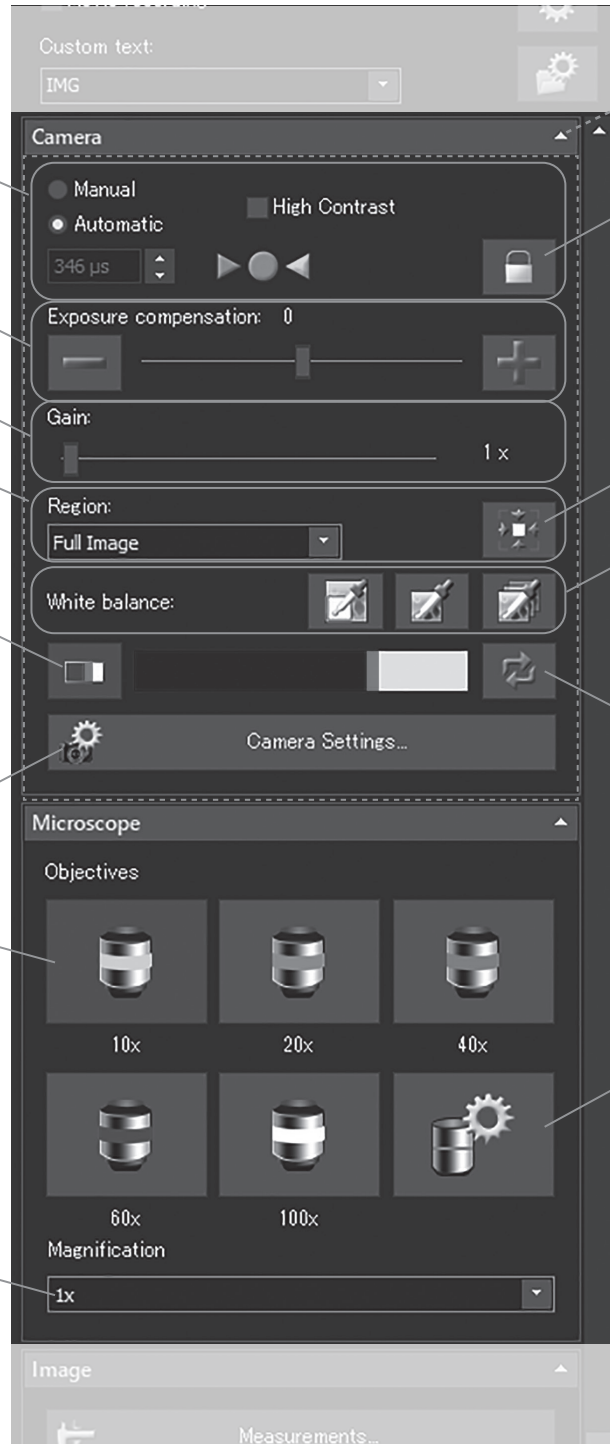 Custom text:
IMG
Camera
Manual
Automatic
High Contrast
346 µs
Exposure compensation: 0
Gain:
1 x
Region:
Full Image
White balance:
Camera Settings...
Microscope
Objectives
10x 20x 40x
60x 100x
Magnification
1x
Image
Measurements...